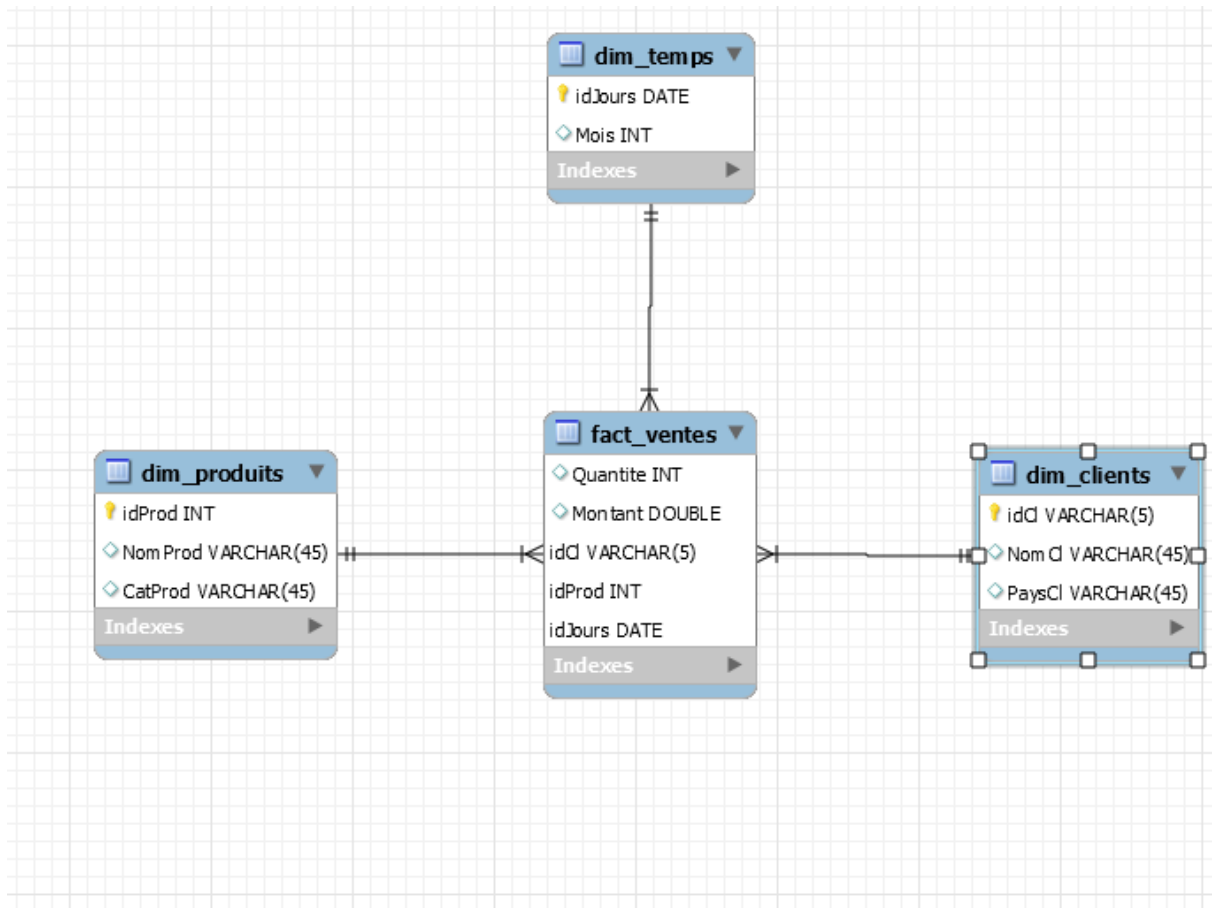 dim_temps
idJours DATE
Mois INT
Indexes
fact_ventes
Quantite INT
Montant DOUBLE
idCl VARCHAR(5)
idProd INT
idJours DATE
Indexes
dim_produits
idProd INT
NomProd VARCHAR(45)
CatProd VARCHAR(45)
Indexes
dim_clients
idCl VARCHAR(5)
NomCl VARCHAR(45)
PaysCl VARCHAR(45)
Indexes